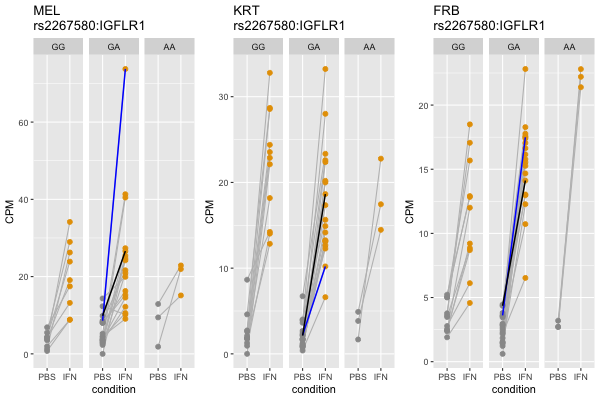 MEL
rs2267580:IGFLR1
GG GA AA
CPM
60
40
20
0
PBS IFN PBS IFN PBS IFN
condition
KRT
rs2267580:IGFLR1
GG GA AA
CPM
30
20
10
0
PBS IFN PBS IFN PBS IFN
condition
FRB
rs2267580:IGFLR1
GG GA AA
CPM
20
15
10
5
0
PBS IFN PBS IFN PBS IFN
condition